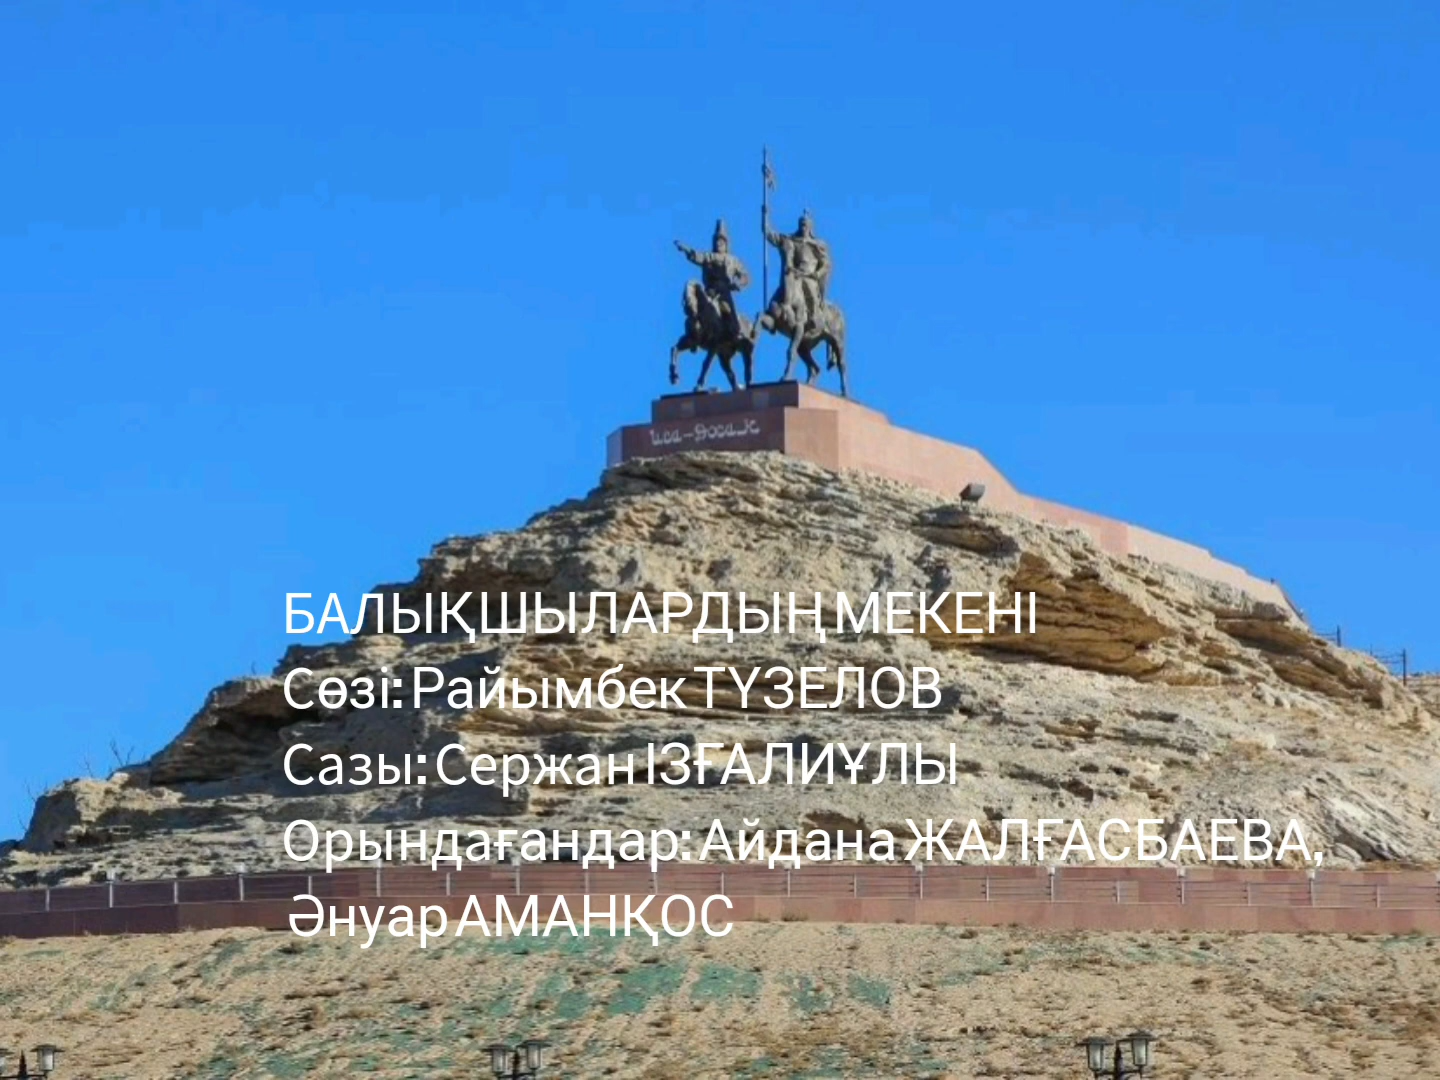 БАЛЫҚШЫЛАРДЫҢ МЕКЕНІ
Сөзі: Райымбек ТҮЗЕЛОВ
Сазы: Сержан ІЗҒАЛИҰЛЫ
Орындағандар: Айдана ЖАЛҒАСБАЕВА,
Әнуар АМАНҚОС